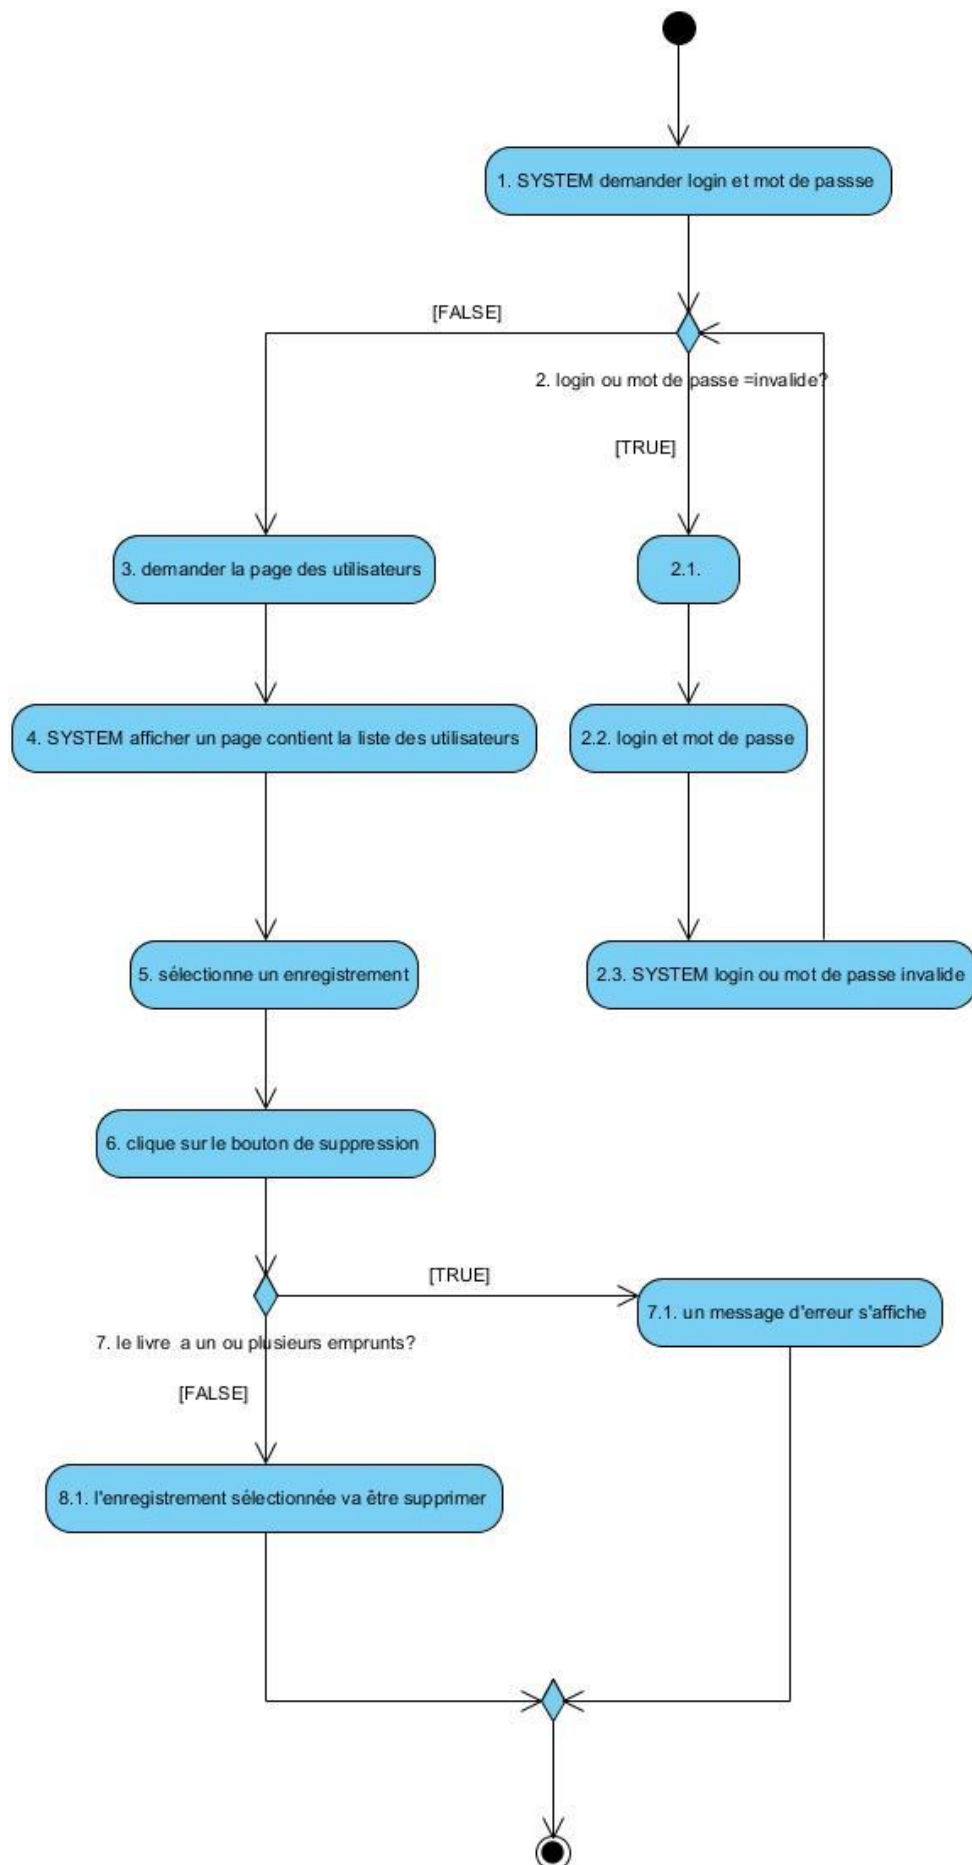 1. SYSTEM demander login et mot de passse
[FALSE]
2. login ou mot de passe =invalide?
[TRUE]
3. demander la page des utilisateurs
2.1.
4. SYSTEM afficher un page contient la liste des utilisateurs
2.2. login et mot de passe
5. sélectionne un enregistrement
2.3. SYSTEM login ou mot de passe invalide
6. clique sur le bouton de suppression
[TRUE]
7.1. un message d'erreur s'affiche
7. le livre a un ou plusieurs emprunts?
[FALSE]
8.1. l'enregistrement sélectionnée va être supprimer